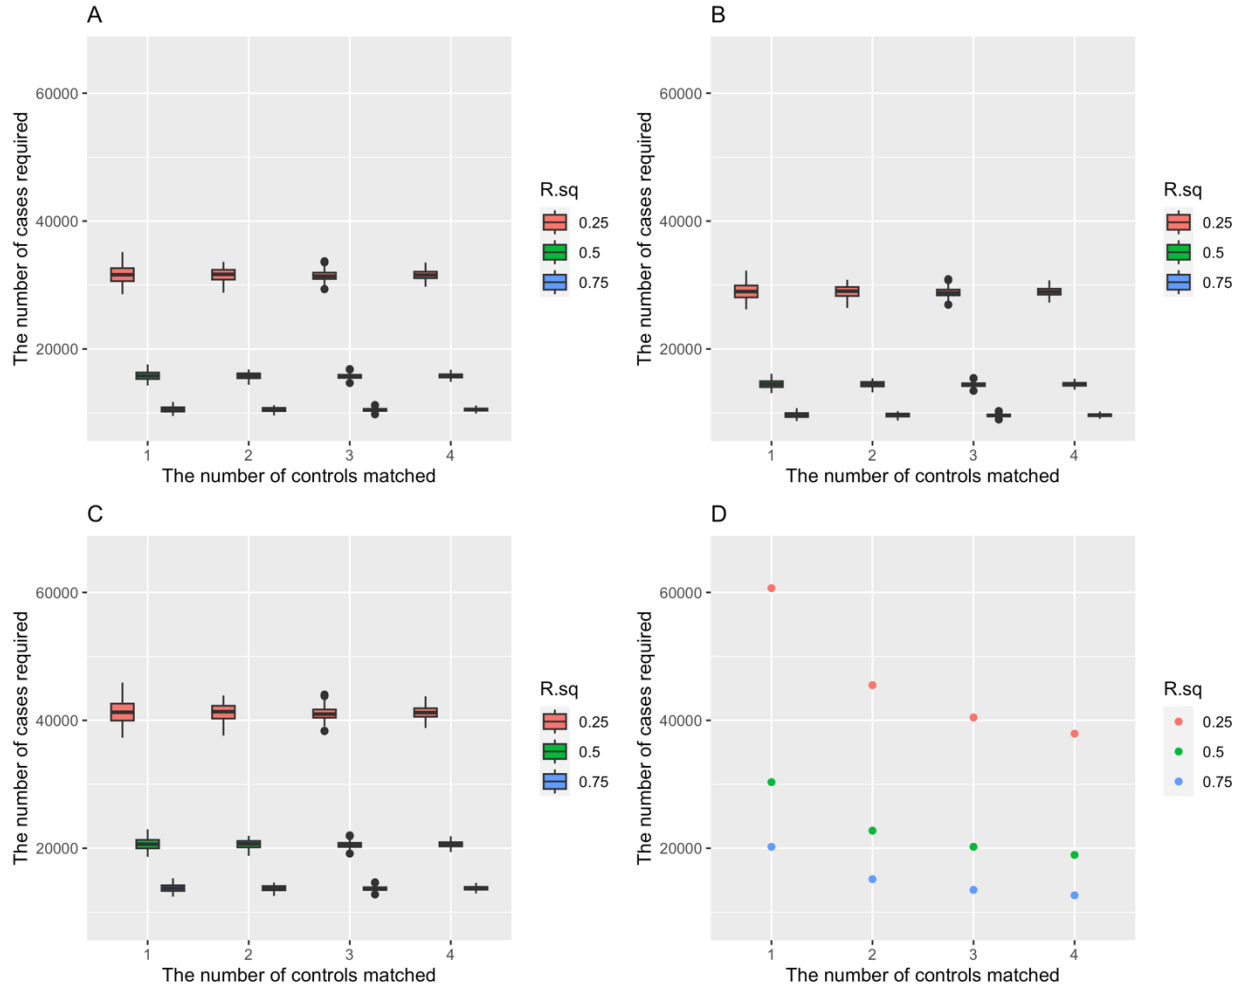 A
The number of cases required
60000
40000
20000
1 2 3 4
The number of controls matched
R.sq
0.25
0.5
0.75
B
The number of cases required
60000
40000
20000
1 2 3 4
The number of controls matched
R.sq
0.25
0.5
0.75
C
The number of cases required
60000
40000
20000
1 2 3 4
The number of controls matched
R.sq
0.25
0.5
0.75
D
The number of cases required
60000
40000
20000
1 2 3 4
The number of controls matched
R.sq
0.25
0.5
0.75